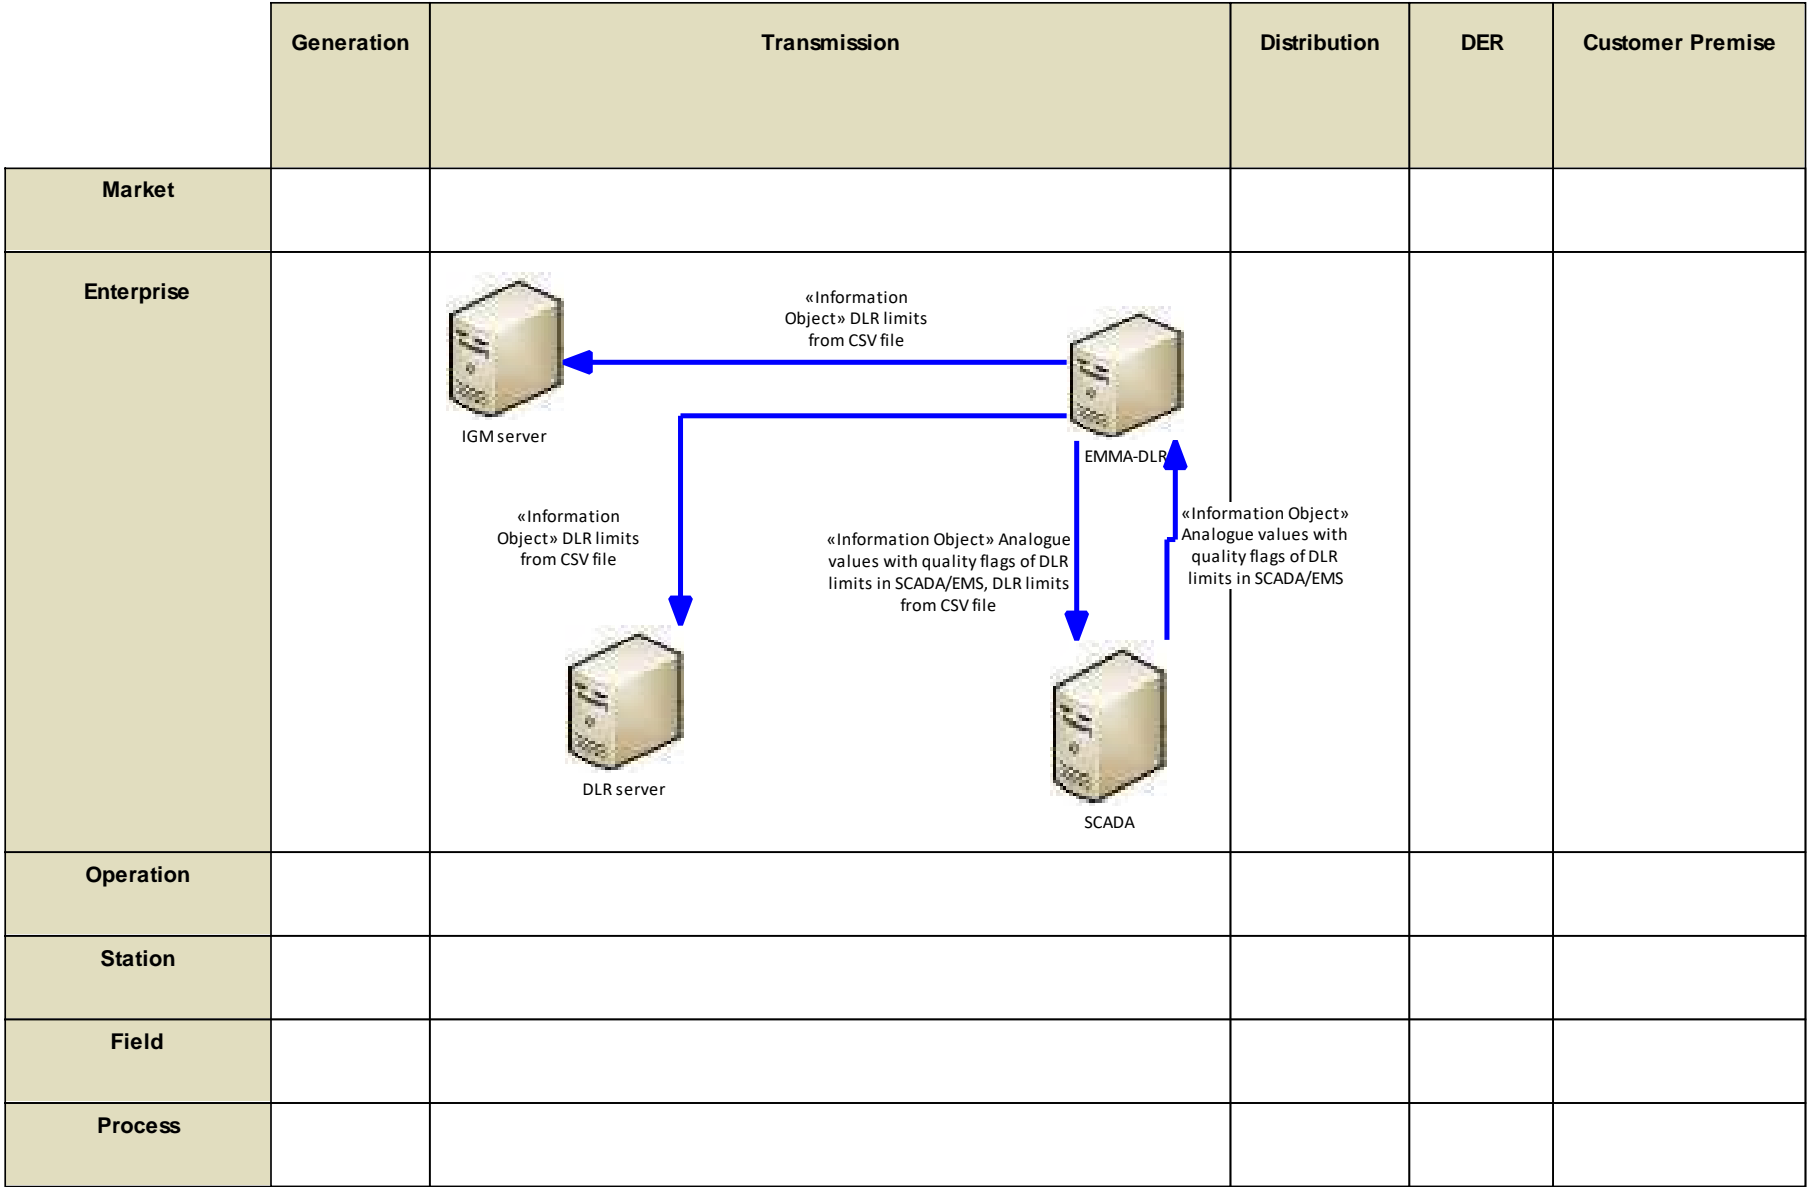 Generation
Transmission
Distribution
DER
Customer Premise
Market
Enterprise
«Information
Object» DLR limits
from CSV file
IGM server
EMMA-DLR
«Information
Object» DLR limits
from CSV file
«Information Object» Analogue
values with quality flags of DLR
limits in SCADA/EMS, DLR limits
from CSV file
«Information Object»
Analogue values with
quality flags of DLR
limits in SCADA/EMS
DLR server
SCADA
Operation
Station
Field
Process